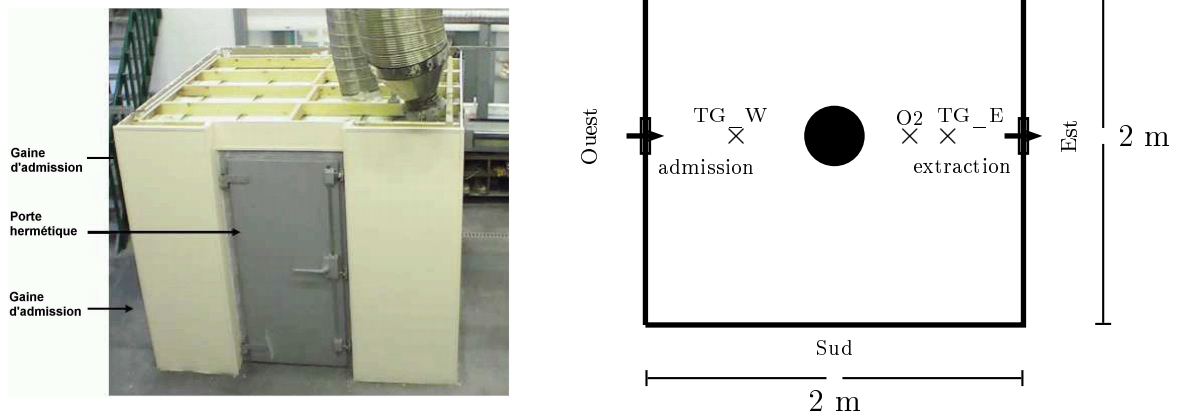 Gaine
d'admission
Porte
hermétique
Gaine
d'admission
Ouest
TG_W
admission
O2
TG_E
extraction
Est
2 m
Sud
2 m